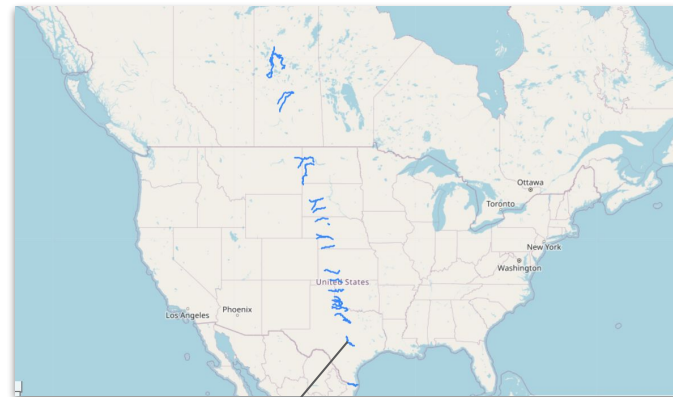 Ottawa
Toronto
New York
Washington
United States
Phoenix
Los Angeles